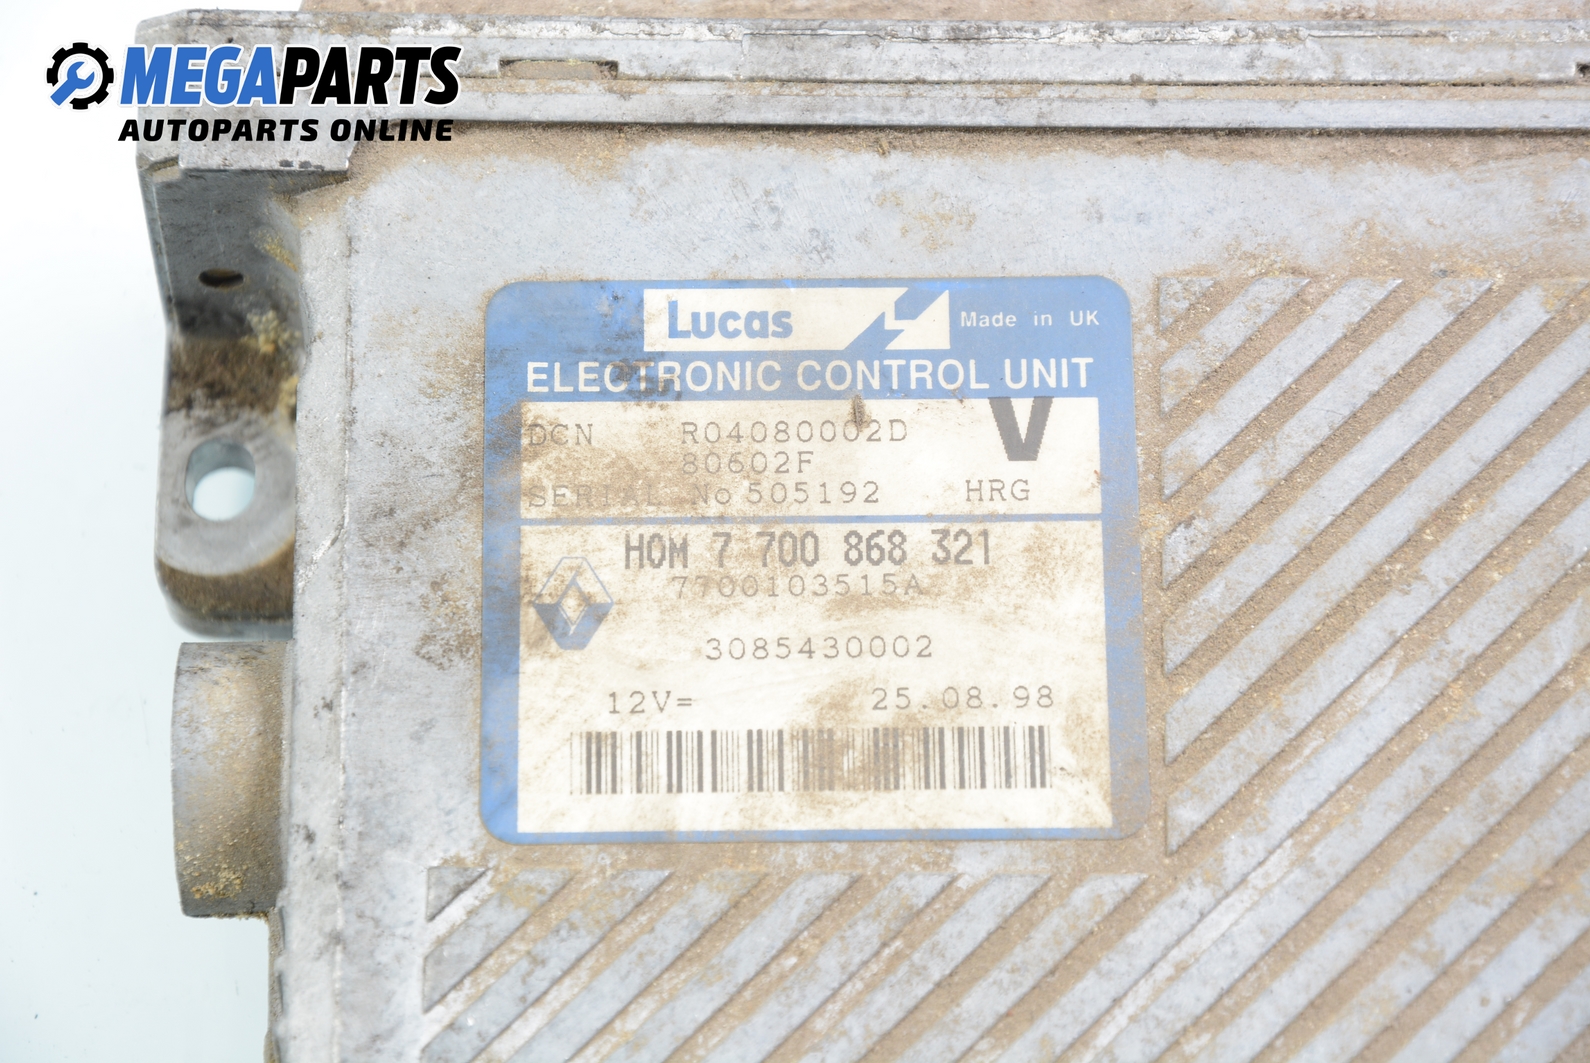 MEGAPARTS
AUTOPARTS ONLINE
Lucas Made in UK
ELECTRONIC CONTROL UNIT
DCN R04080002D V
80602F
SERIAL No 505192 HRG
HOM 7 700 868 321
7700103515A
3085430002
12V= 25.08.98